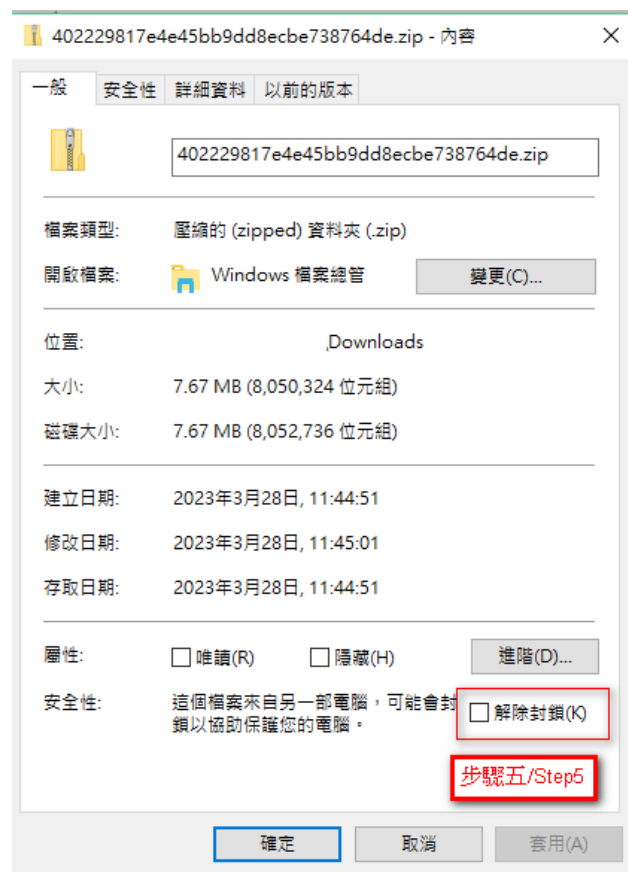 402229817e4e45bb9dd8ecbe738764de.zip - 內容
一般 安全性 詳細資料 以前的版本
402229817e4e45bb9dd8ecbe738764de.zip
檔案類型: 壓縮的 (zipped) 資料夾 (.zip)
開啟檔案: Windows 檔案總管 變更(C)...
位置: Downloads
大小: 7.67 MB (8,050,324 位元組)
磁碟大小: 7.67 MB (8,052,736 位元組)
建立日期: 2023年3月28日, 11:44:51
修改日期: 2023年3月28日, 11:45:01
存取日期: 2023年3月28日, 11:44:51
屬性: 唯讀(R) 隱藏(H) 進階(D)...
安全性: 這個檔案來自另一部電腦，可能會封
鎖以協助保護您的電腦。
解除封鎖(K)
步驟五/Step5
確定 取消 套用(A)